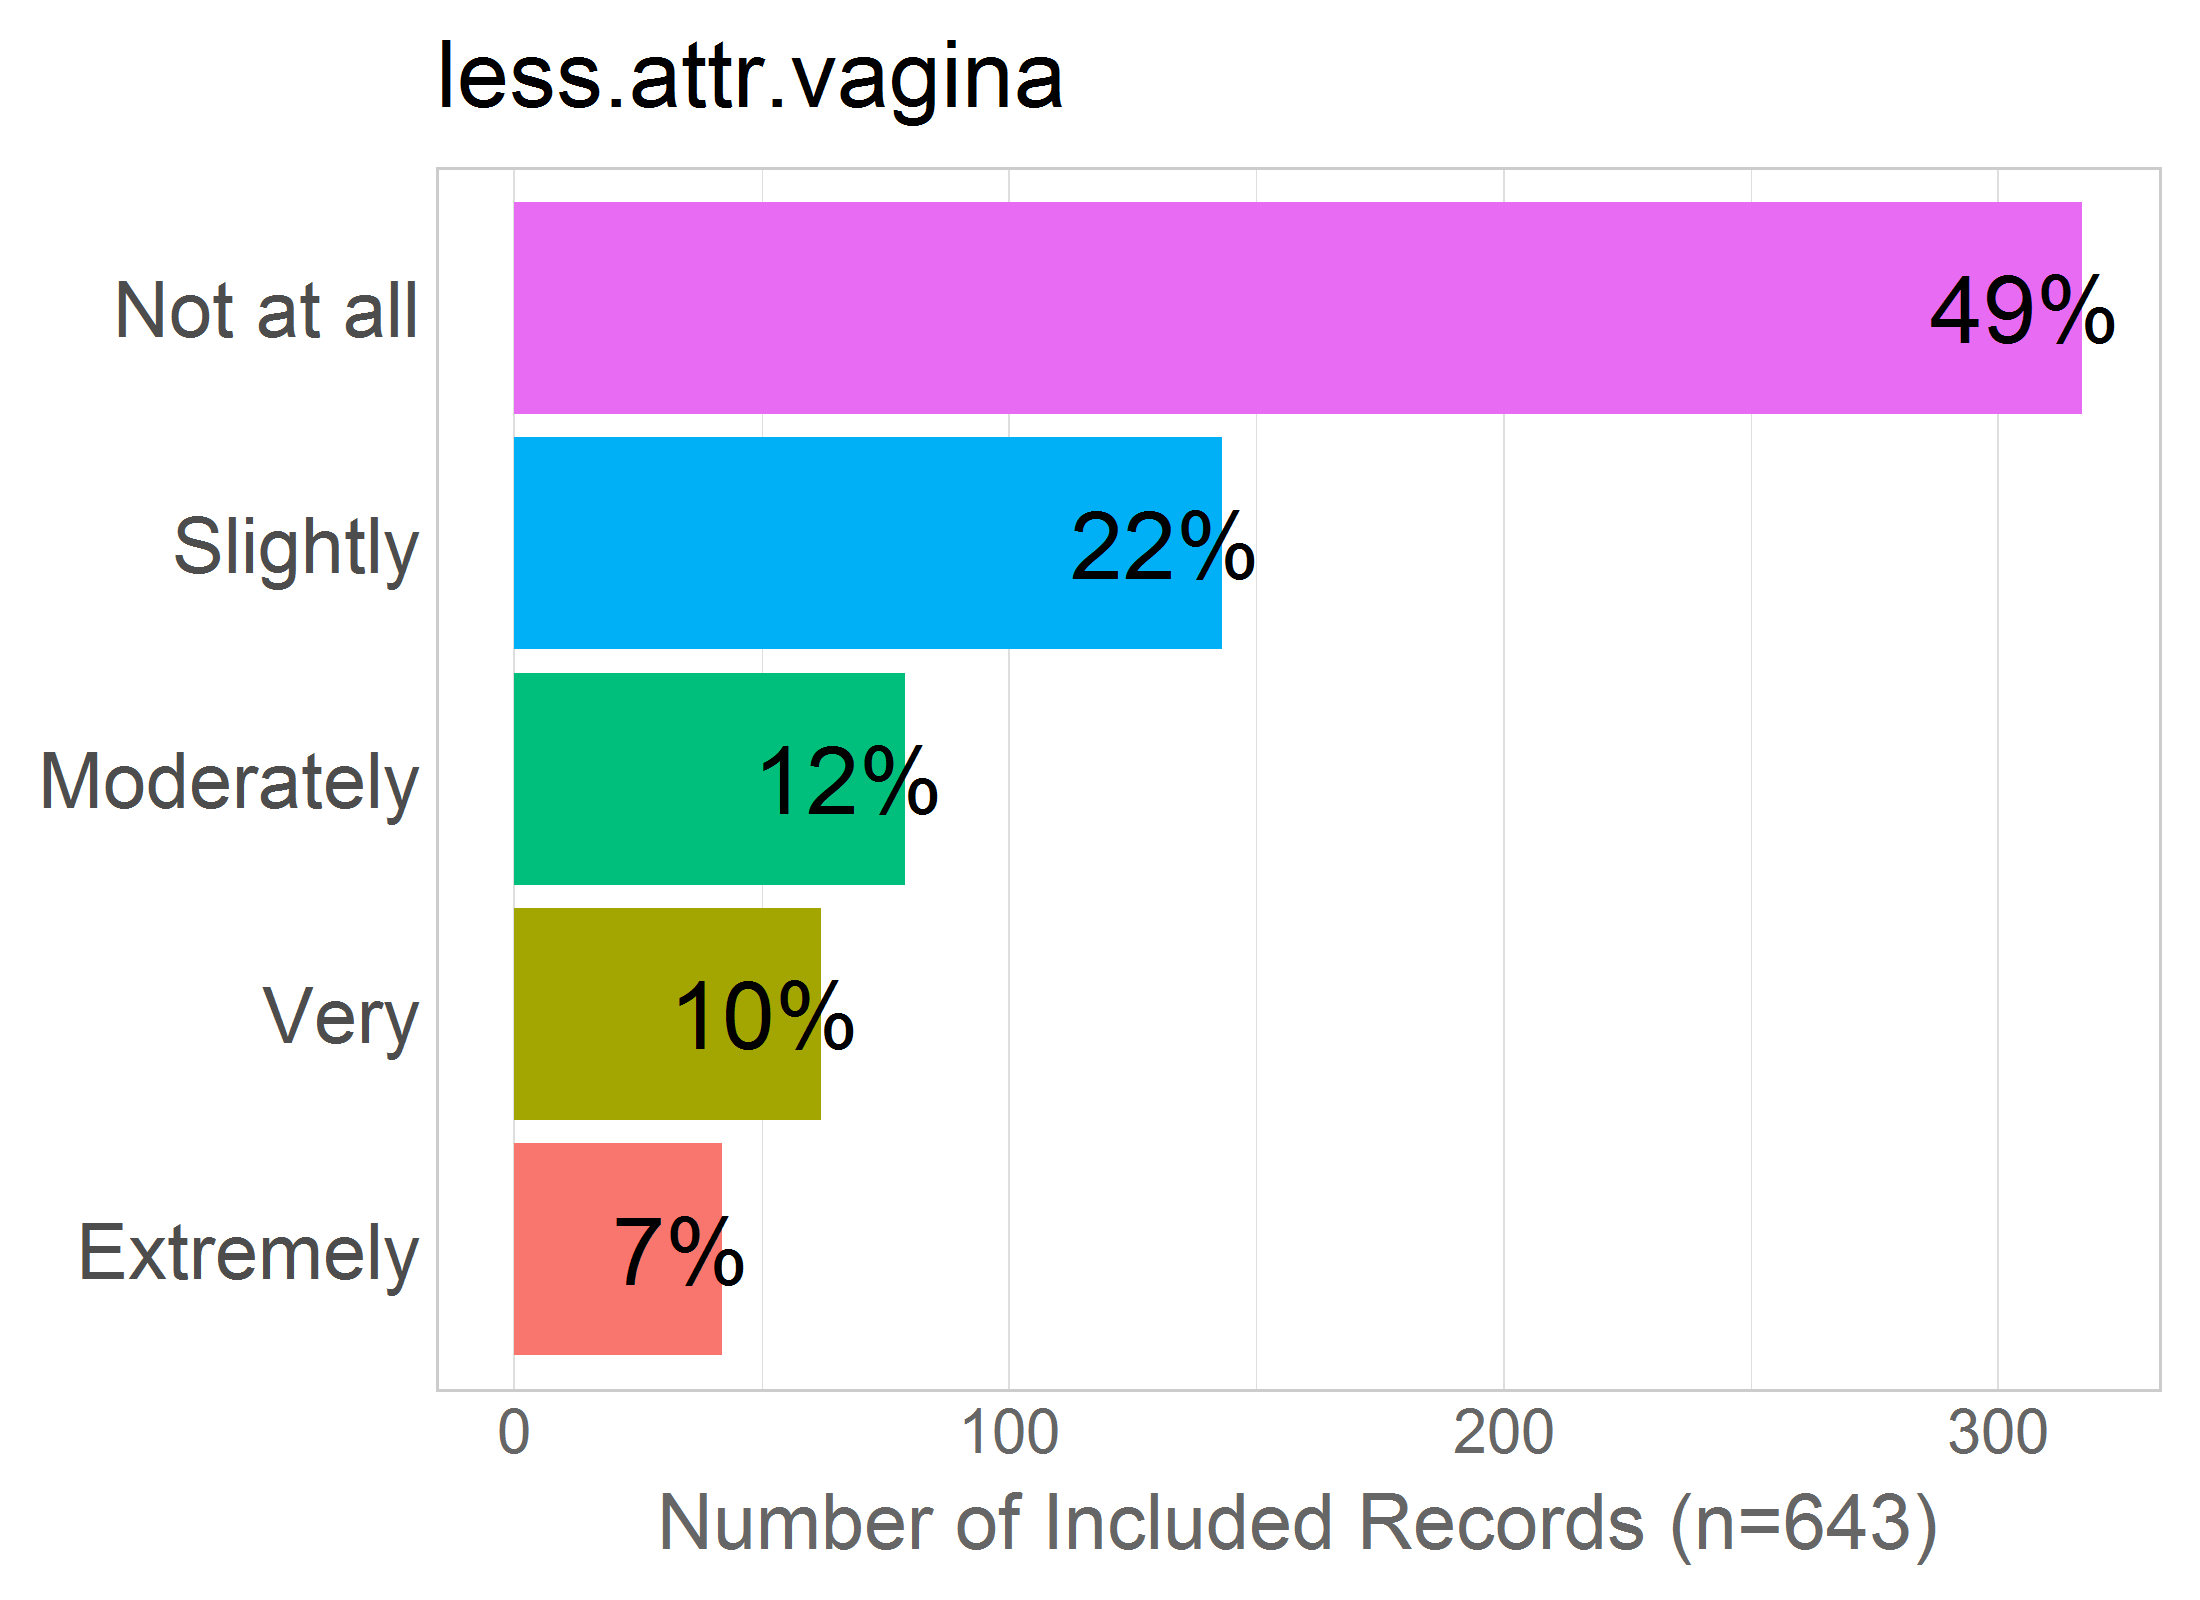 less.attr.vagina
Not at all
49%
Slightly
22%
Moderately
12%
Very
10%
Extremely
7%
0 100 200 300
Number of Included Records (n=643)